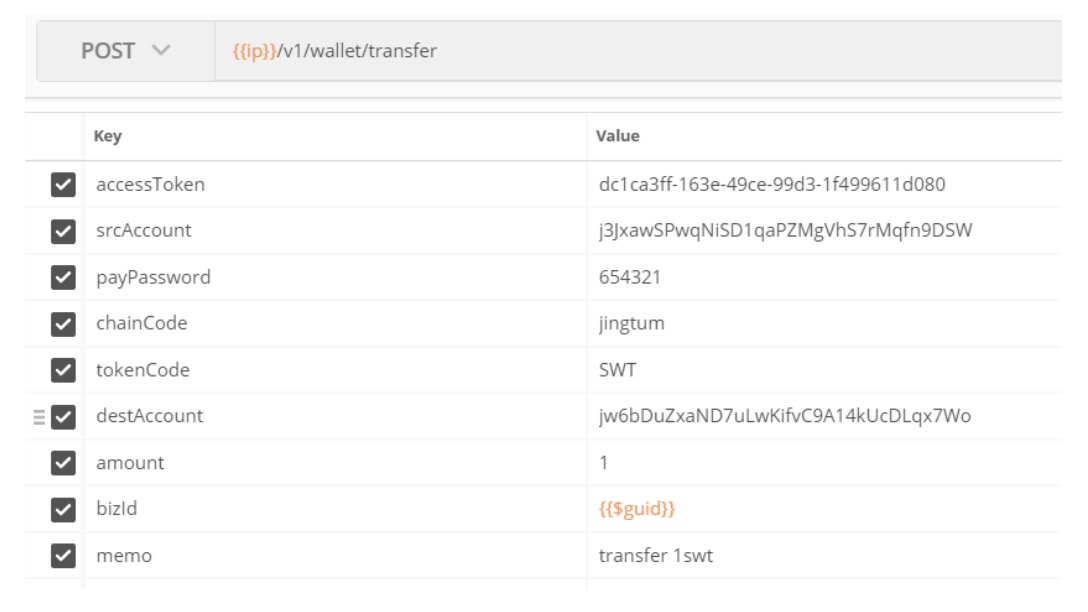 POST {{ip}}/v1/wallet/transfer
Key Value
accessToken dc1ca3ff-163e-49ce-99d3-1f499611d080
srcAccount j3JxawSPwqNiSD1qaPZMgVhS7rMqfn9DSW
payPassword 654321
chainCode jingtum
tokenCode SWT
destAccount jw6bDuZxaND7uLwKifvC9A14kUcDLqx7Wo
amount 1
bizId {{$guid}}
memo transfer 1swt